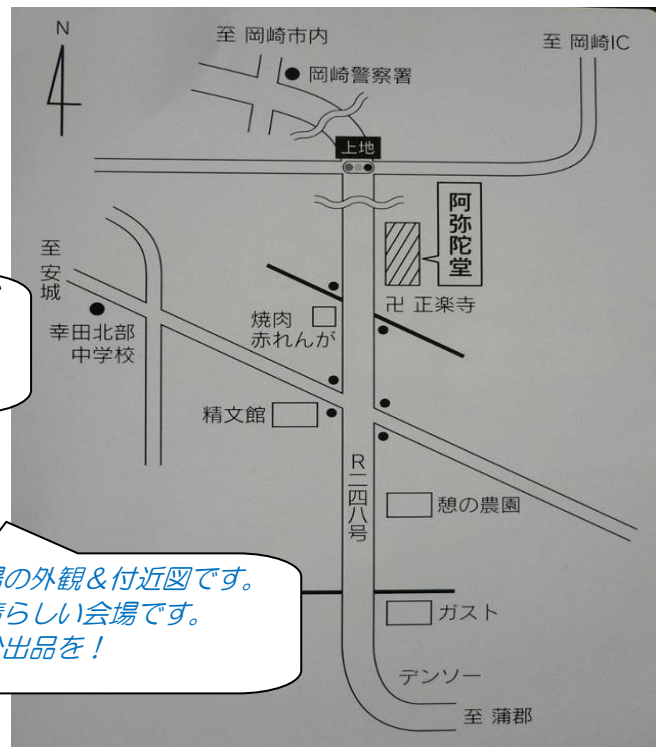 N
至 岡崎市内
至 岡崎IC
岡崎警察署
上地
阿弥陀堂
至安城
卍 正楽寺
焼肉
赤れんが
幸田北部
中学校
精文館
R二四八号
憩の農園
場の外観&付近図です。
らしい会場です。
出品を!
ガスト
デンソー
至 蒲郡